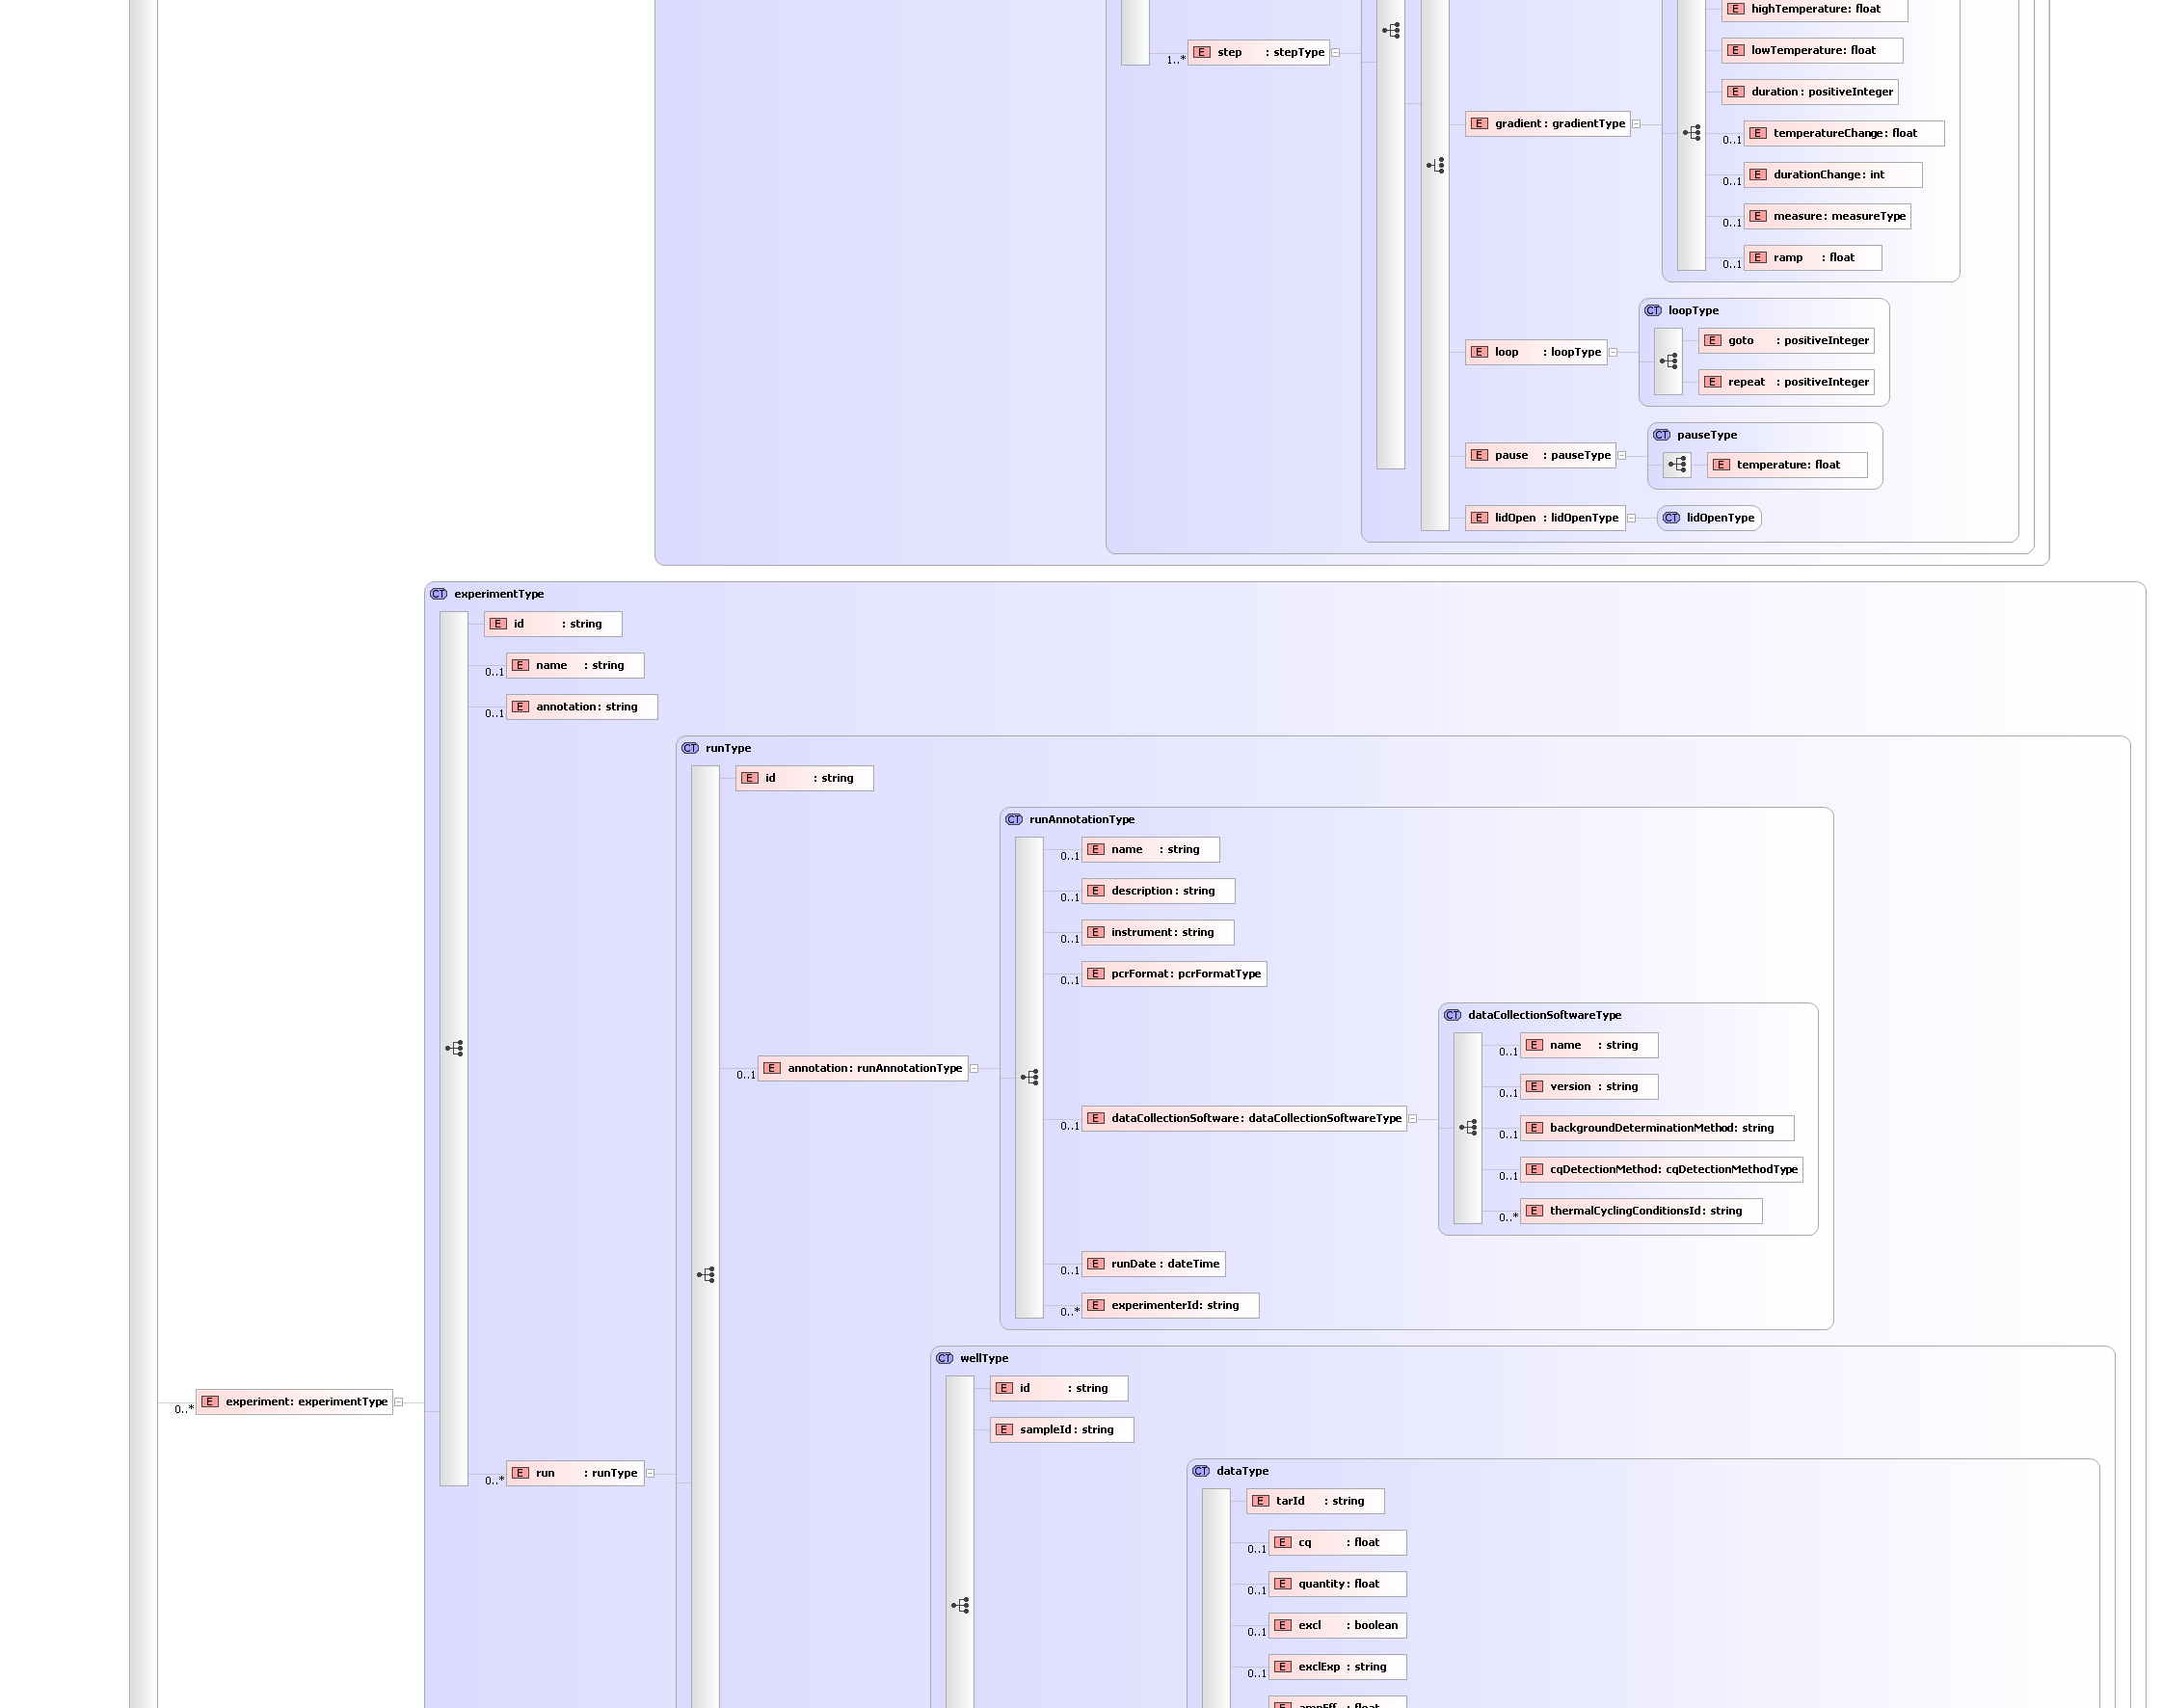 E highTemperature: float
1..* E step : stepType
E lowTemperature: float
E duration: positiveInteger
E gradient: gradientType
0..1 E temperatureChange: float
0..1 E durationChange: int
0..1 E measure: measureType
0..1 E ramp : float
CT loopType
E goto : positiveInteger
E loop : loopType
E repeat : positiveInteger
CT pauseType
E pause : pauseType
E temperature: float
E lidOpen : lidOpenType
CT lidOpenType
CT experimentType
E id : string
0..1 E name : string
0..1 E annotation: string
CT runType
E id : string
CT runAnnotationType
0..1 E name : string
0..1 E description: string
0..1 E instrument: string
0..1 E pcrFormat: pcrFormatType
CT dataCollectionSoftwareType
0..1 E name : string
0..1 E annotation: runAnnotationType
0..1 E version : string
0..1 E dataCollectionSoftware: dataCollectionSoftwareType
0..1 E backgroundDeterminationMethod: string
0..1 E cqDetectionMethod: cqDetectionMethodType
0..* E thermalCyclingConditionsId: string
0..1 E runDate : dateTime
0..* E experimenterId: string
CT wellType
E id : string
0..* E experiment: experimentType
E sampleId: string
0..* E run : runType
CT dataType
E tarId : string
0..1 E cq : float
0..1 E quantity: float
0..1 E excl : boolean
0..1 E exclExp : string
E ampEff : float